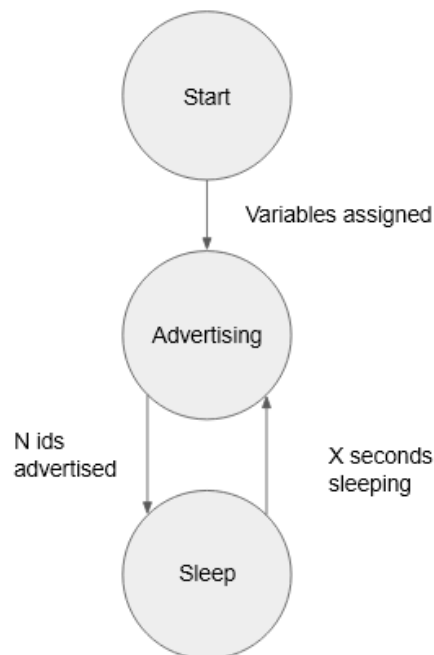 Start
Variables assigned
Advertising
N ids
advertised
X seconds
sleeping
Sleep